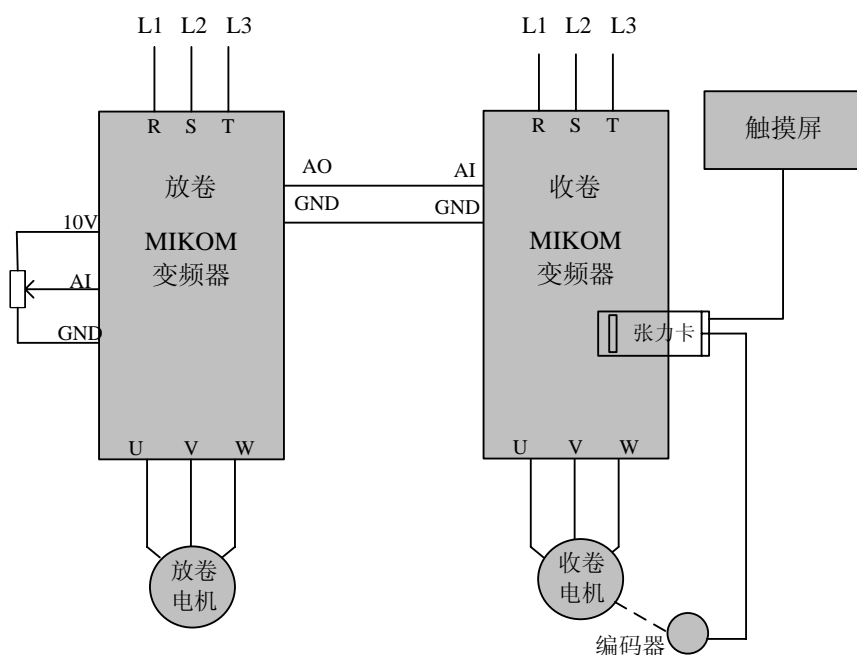 L1 L2 L3
L1 L2 L3
R S T
R S T
触摸屏
放卷
AO
AI
收卷
10V
GND
GND
MIKOM
变频器
MIKOM
变频器
AI
GND
张力卡
U V W
U V W
放卷
电机
收卷
电机
编码器